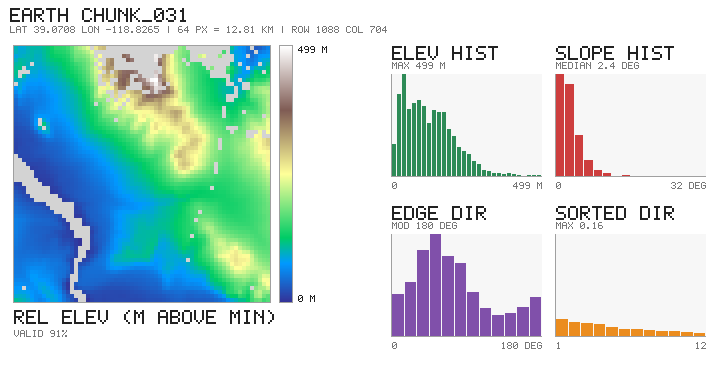 EARTH CHUNK_031
LAT 39.0708 LON -118.8265 | 64 PX = 12.81 KM | ROW 1088 COL 704
499 M
0 M
REL ELEV (M ABOVE MIN)
VALID 91%
ELEV HIST
MAX 499 M
0 499 M
SLOPE HIST
MEDIAN 2.4 DEG
0 32 DEG
EDGE DIR
MOD 180 DEG
0 180 DEG
SORTED DIR
MAX 0.16
1 12